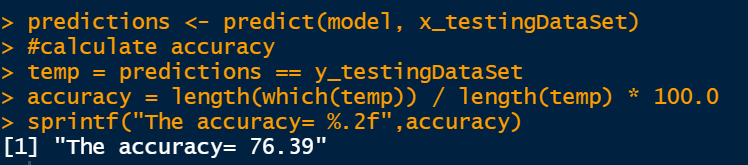 > predictions <- predict(model, x_testingDataSet)
> #calculate accuracy
> temp = predictions == y_testingDataSet
> accuracy = length(which(temp)) / length(temp) * 100.0
> sprintf("The accuracy= %.2f",accuracy)
[1] "The accuracy= 76.39"